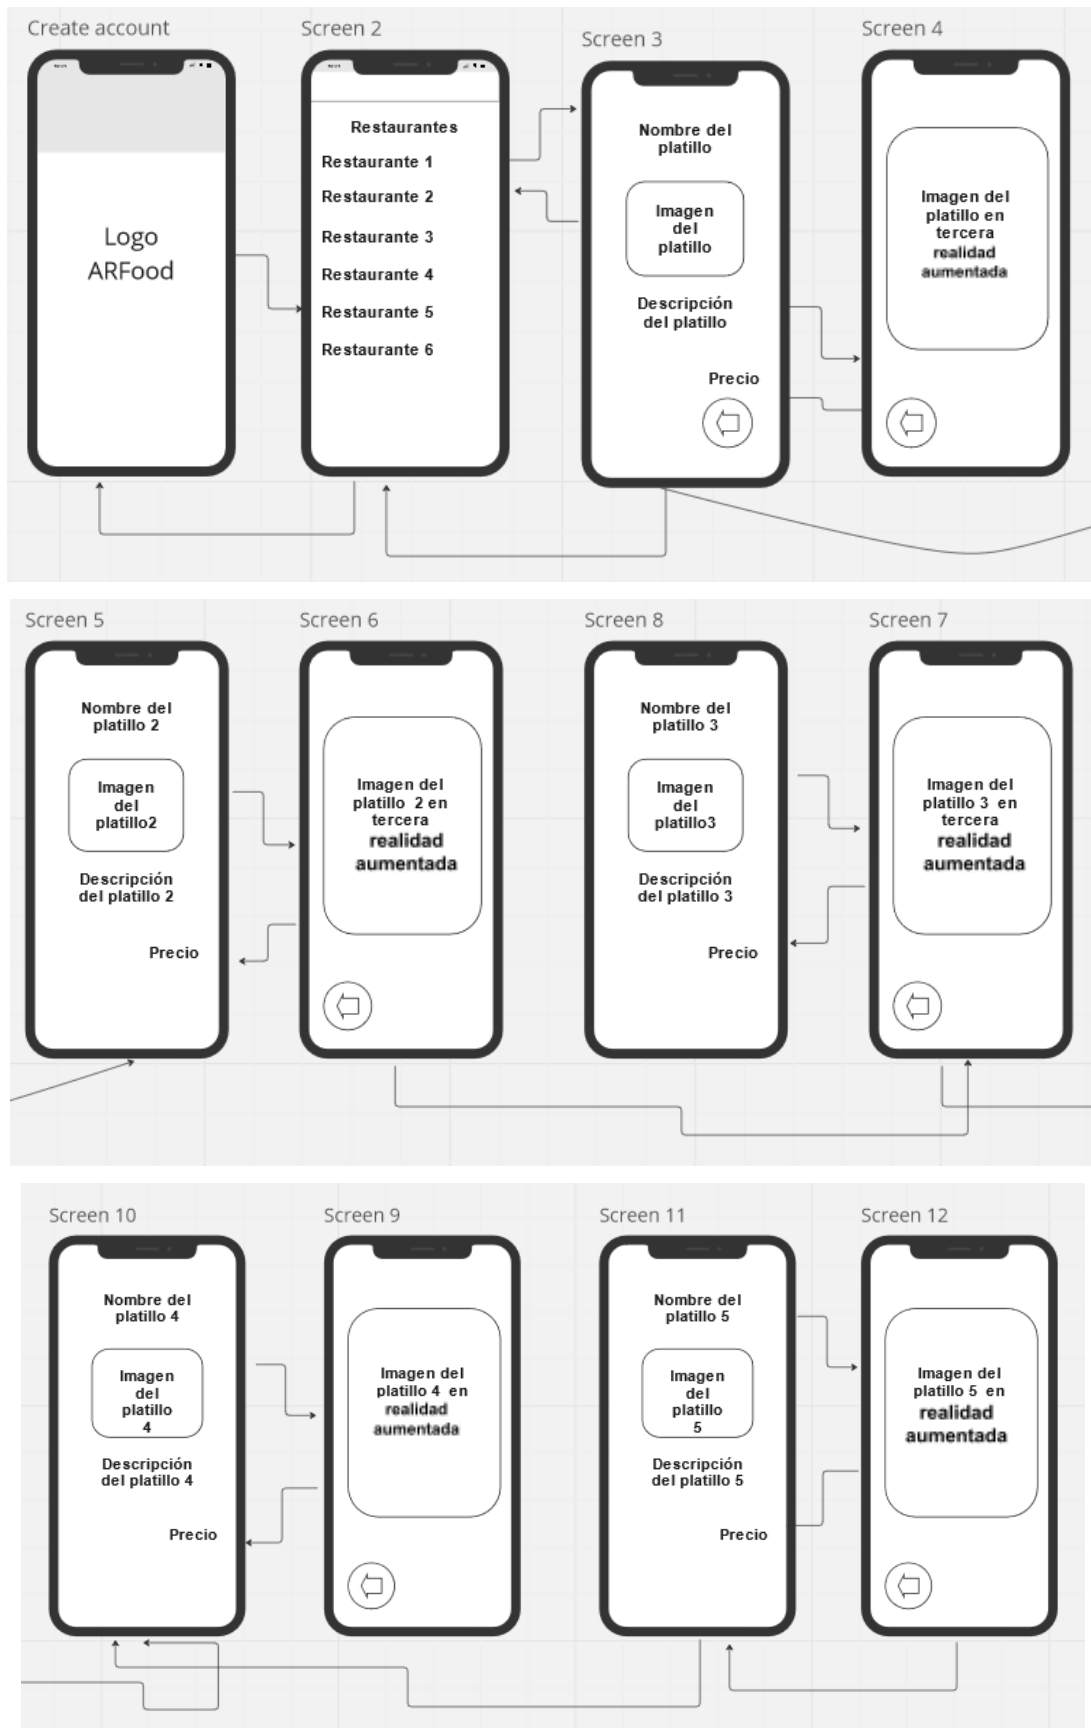 Create account
Logo
ARFood
Screen 2
Restaurantes
Restaurante 1
Restaurante 2
Restaurante 3
Restaurante 4
Restaurante 5
Restaurante 6
Screen 3
Nombre del
platillo
Imagen
del
platillo
Descripción
del platillo
Precio
Screen 4
Imagen del
platillo en
tercera
realidad
aumentada
Screen 5
Nombre del
platillo 2
Imagen
del
platillo2
Descripción
del platillo 2
Precio
Screen 6
Imagen del
platillo 2 en
tercera
realidad
aumentada
Screen 8
Nombre del
platillo 3
Imagen
del
platillo3
Descripción
del platillo 3
Precio
Screen 7
Imagen del
platillo 3 en
tercera
realidad
aumentada
Screen 10
Nombre del
platillo 4
Imagen
del
platillo
4
Descripción
del platillo 4
Precio
Screen 9
Imagen del
platillo 4 en
realidad
aumentada
Screen 11
Nombre del
platillo 5
Imagen
del
platillo
5
Descripción
del platillo 5
Precio
Screen 12
Imagen del
platillo 5 en
realidad
aumentada